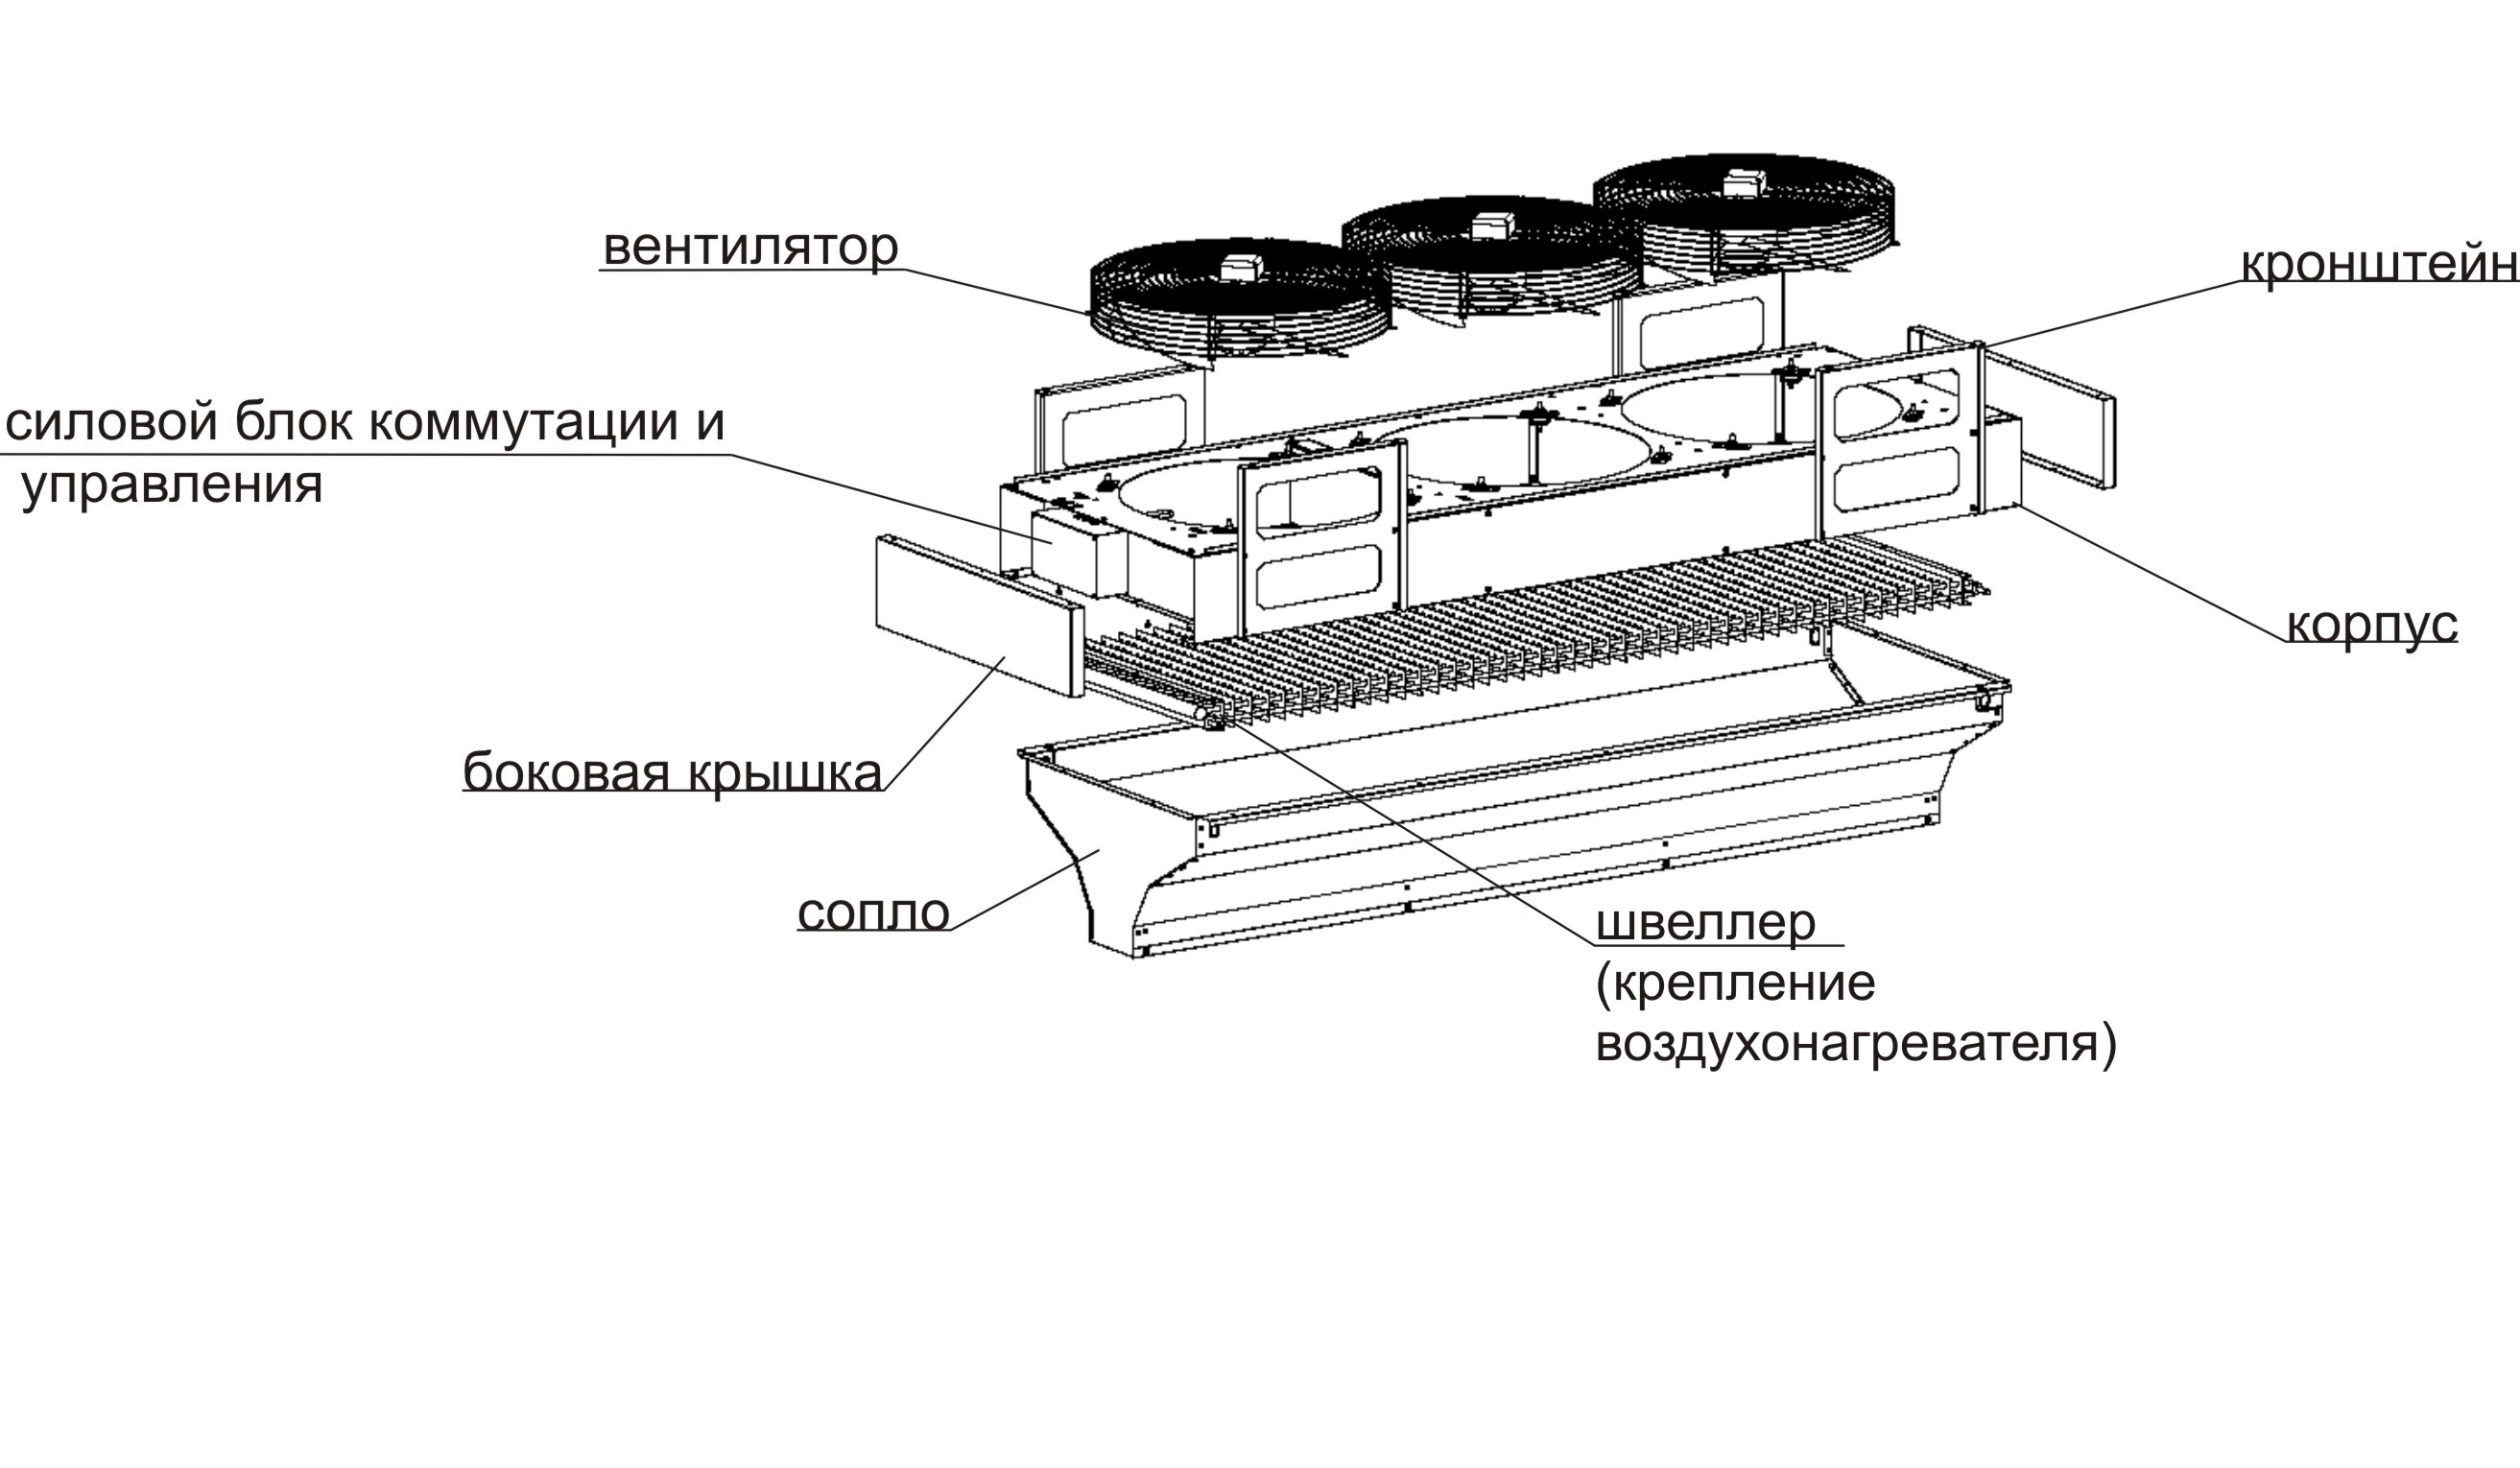 вентилятор
кронштейн
силовой блок коммутации и
управления
корпус
боковая крышка
сопло
швеллер
(крепление
воздухонагревателя)